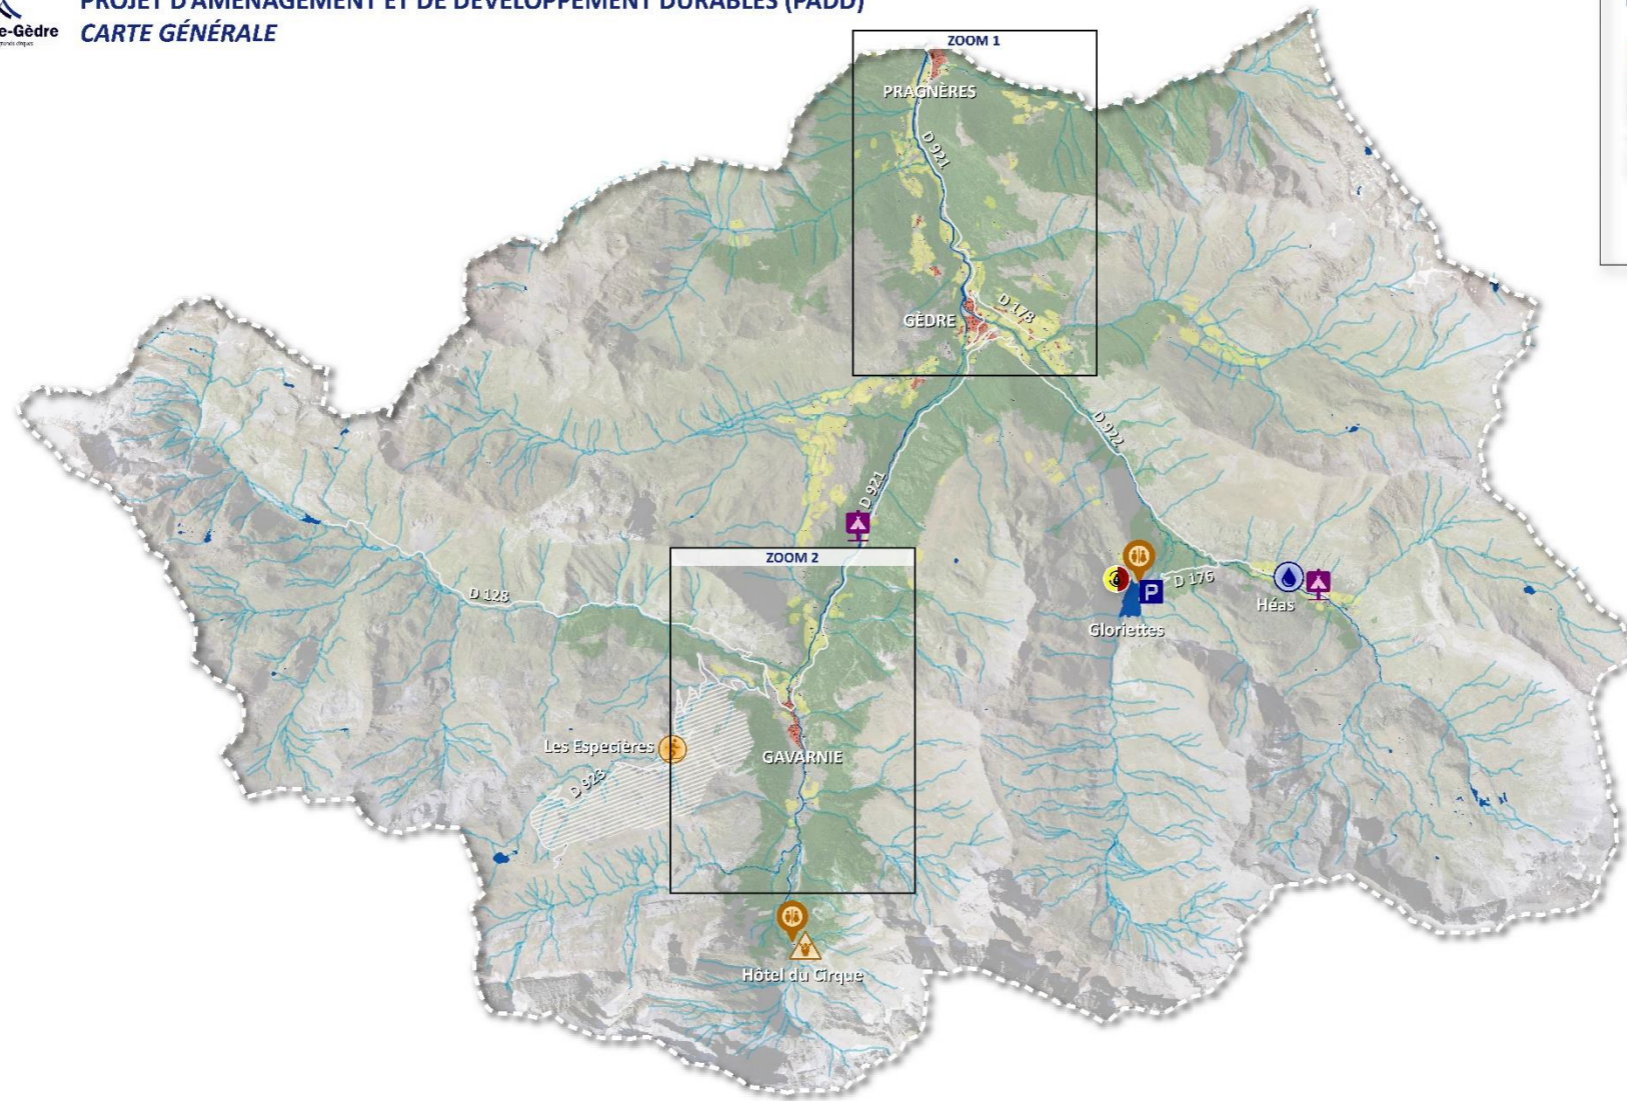 PROJET D'AMÉNAGEMENT ET DE DÉVELOPPEMENT DURABLES (PADD)
e-Gèdre
CARTE GÉNÉRALE
ZOOM 1
PRAGNÈRES
D 921
D 178
GÈDRE
D 922
D 921
ZOOM 2
D 176
P
D 128
Héas
Gloriettes
Les Especières
GAVARNIE
D 923
Hôtel du Cirque